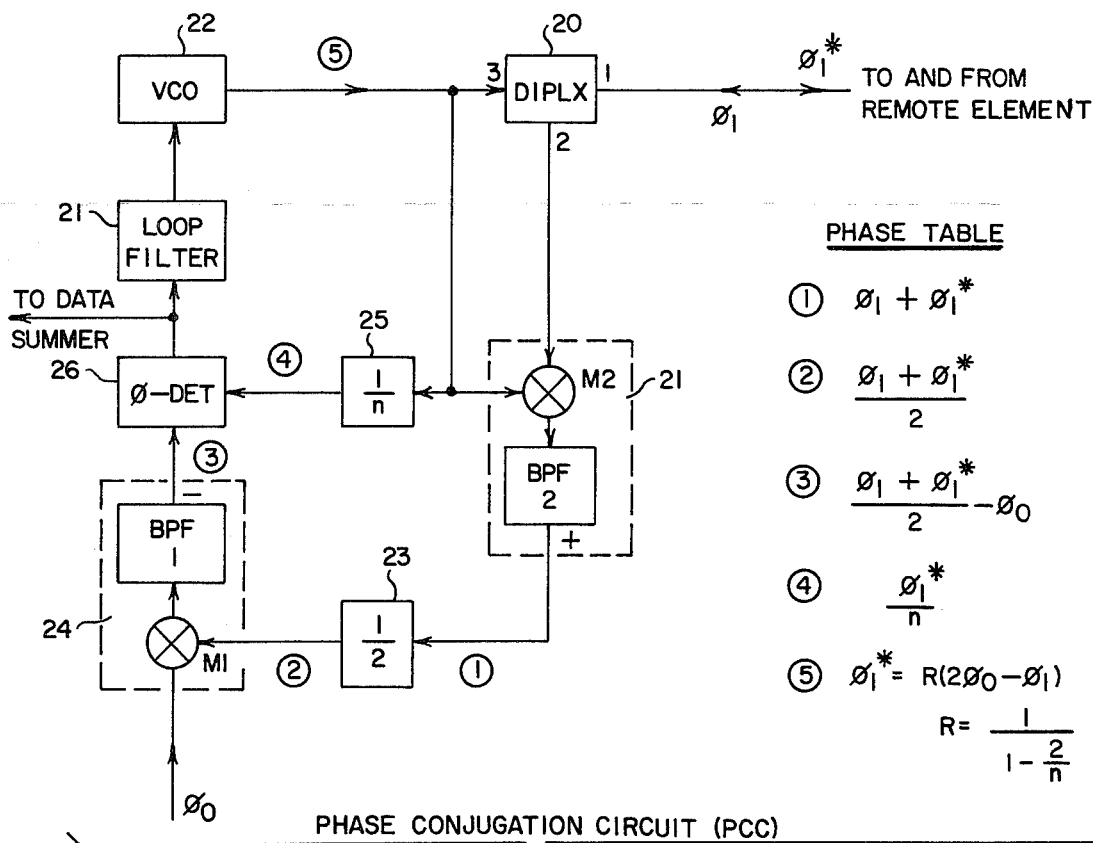 22
20
⑤
VCO
3
DIPLX
1
2
Ø₁*
Ø₁
TO AND FROM
REMOTE ELEMENT
21
LOOP
FILTER
TO DATA
SUMMER
26
Ø-DET
④
25
1/n
M2
21
③
BPF
2
+
−
BPF
1
24
M1
②
23
1/2
①
Ø₀
PHASE TABLE
① Ø₁ + Ø₁*
② (Ø₁ + Ø₁*)/2
③ (Ø₁ + Ø₁*)/2 − Ø₀
④ Ø₁*/n
⑤ Ø₁* = R(2Ø₀ − Ø₁)
R = 1/(1 − 2/n)
PHASE CONJUGATION CIRCUIT (PCC)